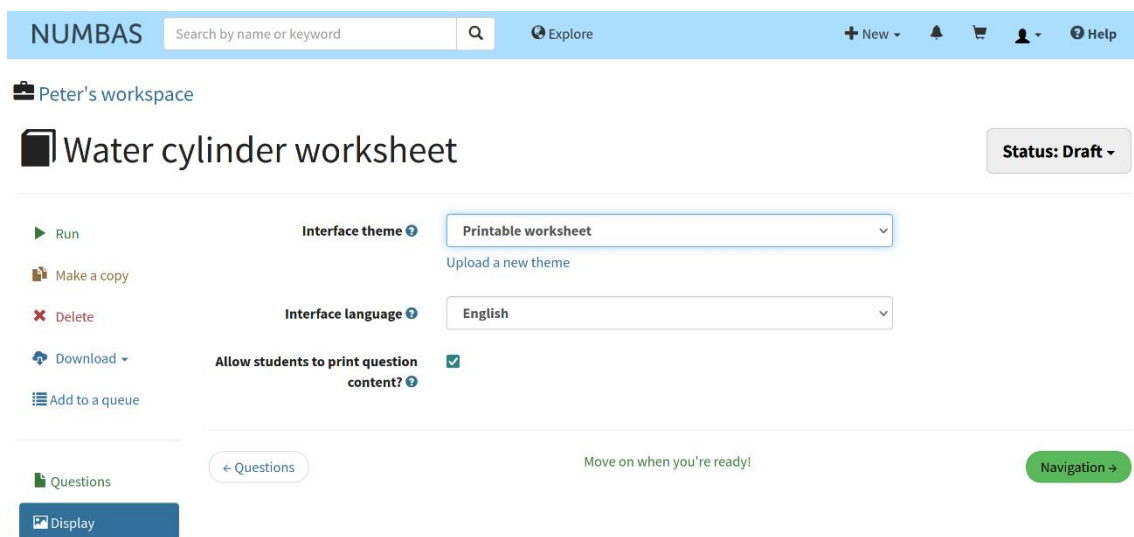 NUMBAS Search by name or keyword Explore New Help
Peter's workspace
Water cylinder worksheet Status: Draft
Run Interface theme Printable worksheet
Upload a new theme
Make a copy
Delete Interface language English
Download Allow students to print question
content?
Add to a queue
← Questions Move on when you're ready! Navigation →
Questions
Display